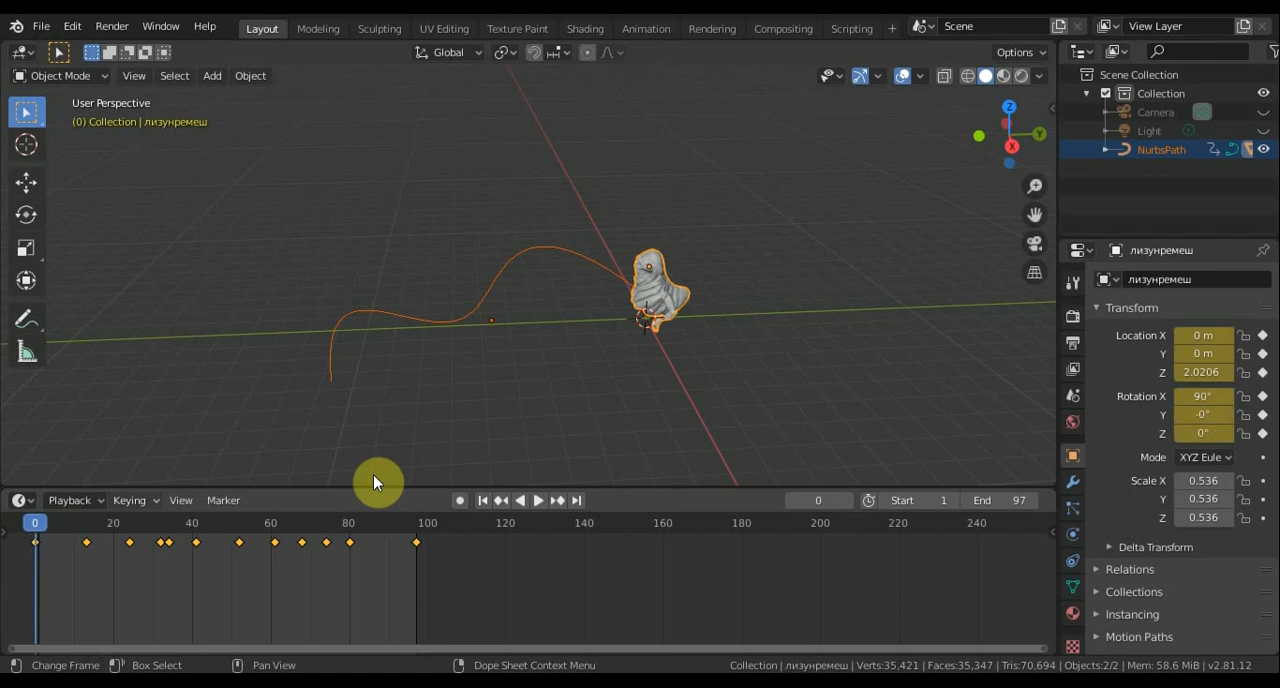 File Edit Render Window Help Layout Modeling Sculpting UV Editing Texture Paint Shading Animation Rendering Compositing Scripting + Scene View Layer
Global Options
Object Mode View Select Add Object
User Perspective
(0) Collection | лизунремеш
Z
Y
X
Scene Collection
Collection
Camera
Light
NurbsPath
лизунремеш
лизунремеш
Transform
Location X 0 m
Y 0 m
Z 2.0206
Rotation X 90°
Y -0°
Z 0°
Mode XYZ Eule
Scale X 0.536
Y 0.536
Z 0.536
Delta Transform
Relations
Collections
Instancing
Motion Paths
Playback Keying View Marker 0 Start 1 End 97
0 20 40 60 80 100 120 140 160 180 200 220 240
Change Frame Box Select Pan View Dope Sheet Context Menu Collection | лизунремеш | Verts:35,421 | Faces:35,347 | Tris:70,694 | Objects:2/2 | Mem: 58.6 MiB | v2.81.12